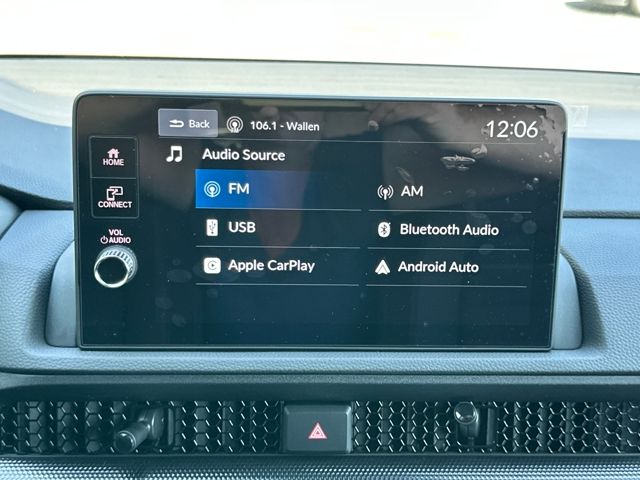 Back
106.1 - Wallen
12:06
HOME
Audio Source
FM
AM
CONNECT
USB
Bluetooth Audio
VOL
AUDIO
Apple CarPlay
Android Auto